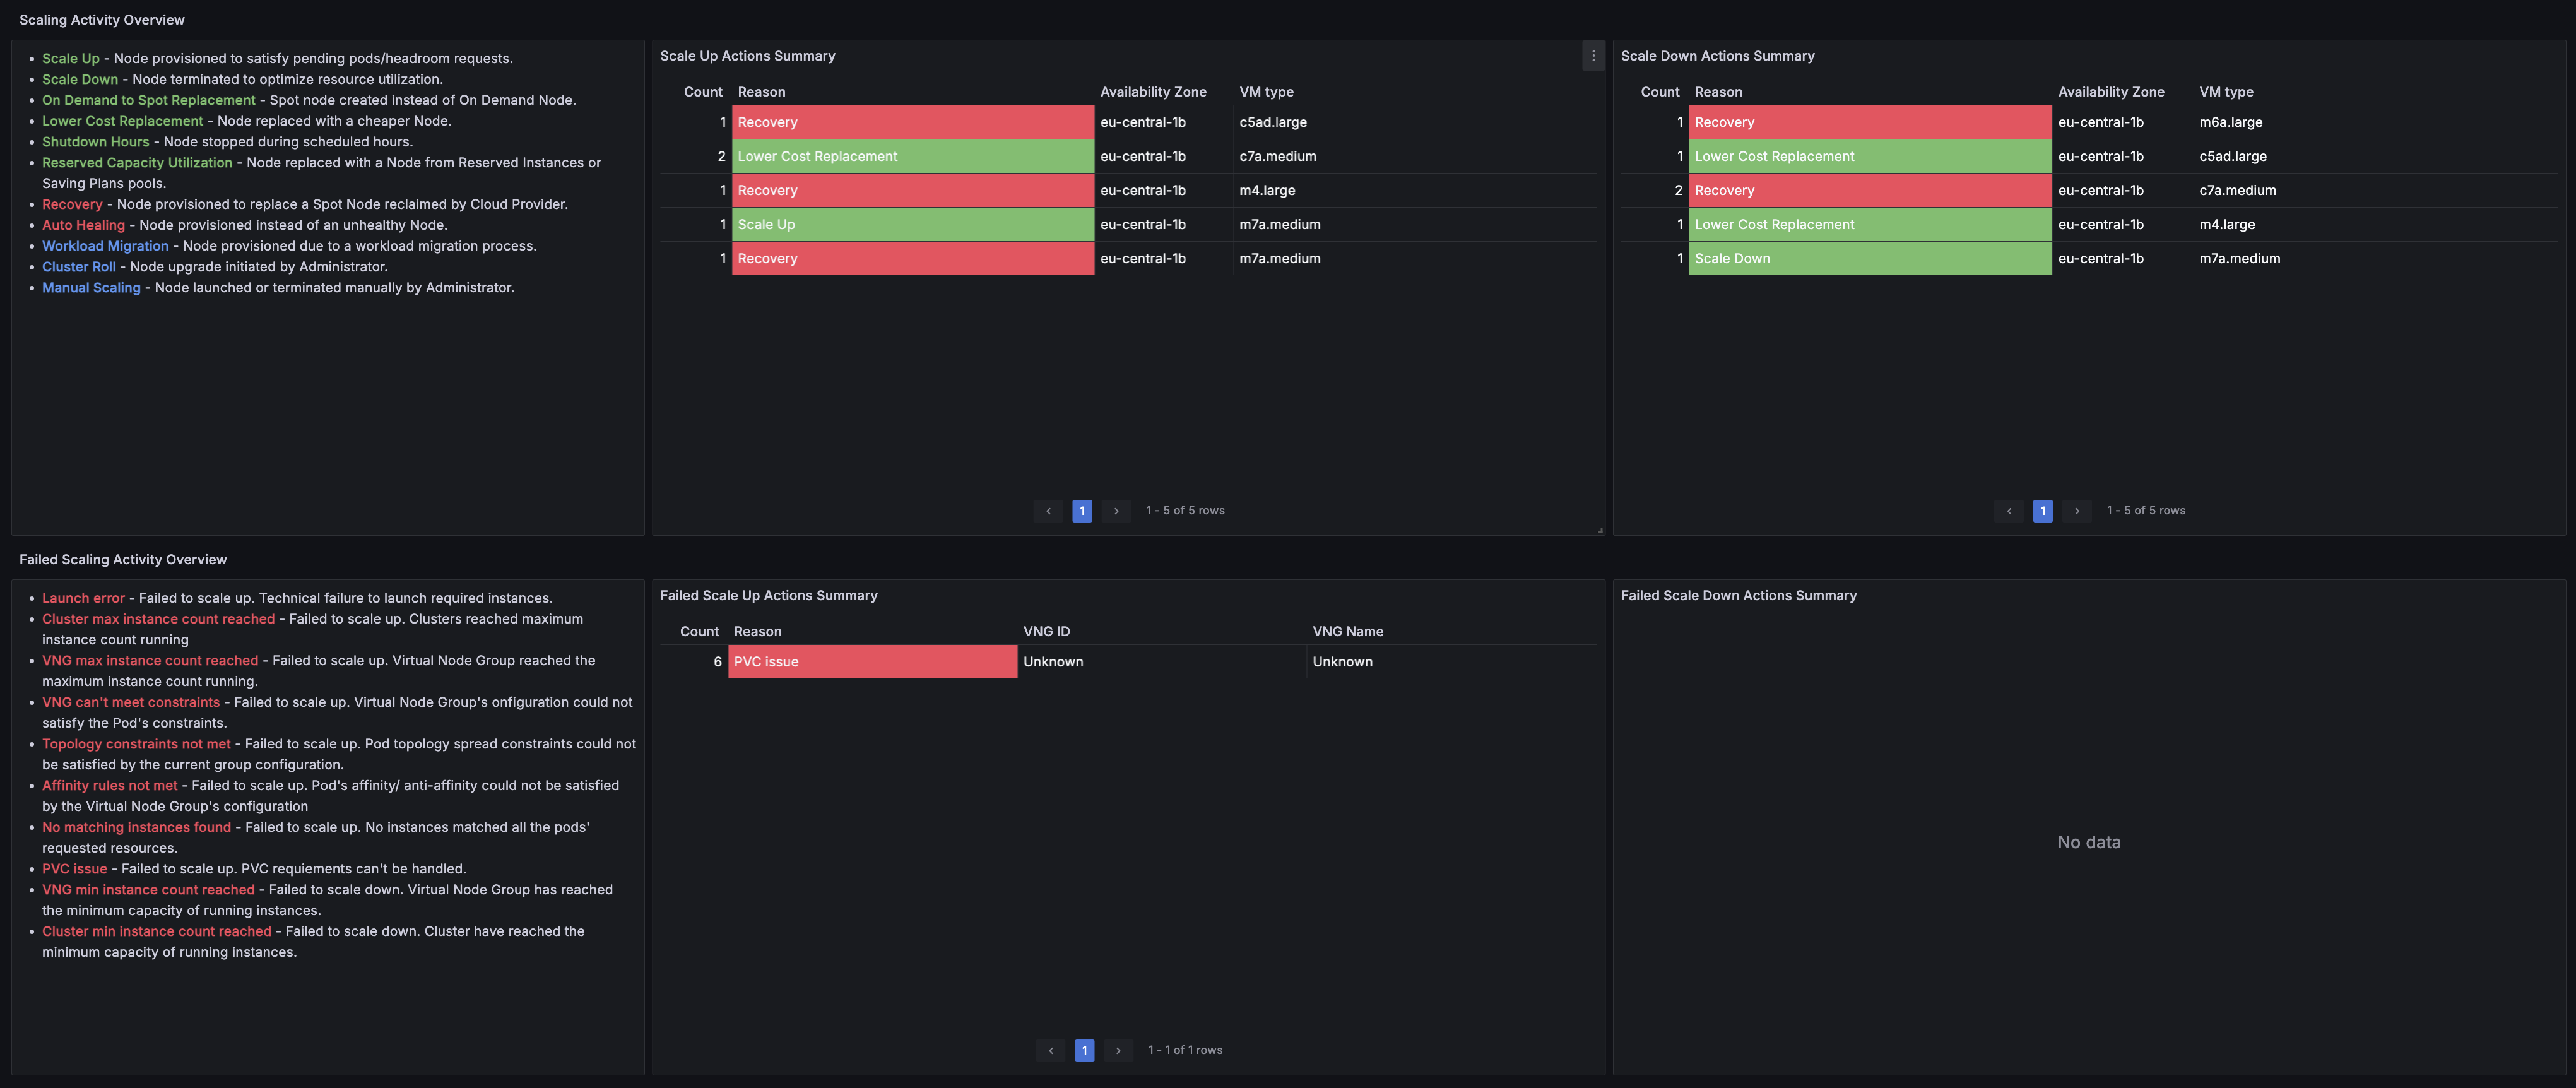 Scaling Activity Overview
• Scale Up - Node provisioned to satisfy pending pods/headroom requests.
• Scale Down - Node terminated to optimize resource utilization.
• On Demand to Spot Replacement - Spot node created instead of On Demand Node.
• Lower Cost Replacement - Node replaced with a cheaper Node.
• Shutdown Hours - Node stopped during scheduled hours.
• Reserved Capacity Utilization - Node replaced with a Node from Reserved Instances or
Saving Plans pools.
• Recovery - Node provisioned to replace a Spot Node reclaimed by Cloud Provider.
• Auto Healing - Node provisioned instead of an unhealthy Node.
• Workload Migration - Node provisioned due to a workload migration process.
• Cluster Roll - Node upgrade initiated by Administrator.
• Manual Scaling - Node launched or terminated manually by Administrator.
Scale Up Actions Summary
Count Reason Availability Zone VM type
1 Recovery eu-central-1b c5ad.large
2 Lower Cost Replacement eu-central-1b c7a.medium
1 Recovery eu-central-1b m4.large
1 Scale Up eu-central-1b m7a.medium
1 Recovery eu-central-1b m7a.medium
1
1 - 5 of 5 rows
Scale Down Actions Summary
Count Reason Availability Zone VM type
1 Recovery eu-central-1b m6a.large
1 Lower Cost Replacement eu-central-1b c5ad.large
2 Recovery eu-central-1b c7a.medium
1 Lower Cost Replacement eu-central-1b m4.large
1 Scale Down eu-central-1b m7a.medium
1
1 - 5 of 5 rows
Failed Scaling Activity Overview
• Launch error - Failed to scale up. Technical failure to launch required instances.
• Cluster max instance count reached - Failed to scale up. Clusters reached maximum
instance count running
• VNG max instance count reached - Failed to scale up. Virtual Node Group reached the
maximum instance count running.
• VNG can't meet constraints - Failed to scale up. Virtual Node Group's onfiguration could not
satisfy the Pod's constraints.
• Topology constraints not met - Failed to scale up. Pod topology spread constraints could not
be satisfied by the current group configuration.
• Affinity rules not met - Failed to scale up. Pod's affinity/ anti-affinity could not be satisfied
by the Virtual Node Group's configuration
• No matching instances found - Failed to scale up. No instances matched all the pods'
requested resources.
• PVC issue - Failed to scale up. PVC requiements can't be handled.
• VNG min instance count reached - Failed to scale down. Virtual Node Group has reached
the minimum capacity of running instances.
• Cluster min instance count reached - Failed to scale down. Cluster have reached the
minimum capacity of running instances.
Failed Scale Up Actions Summary
Count Reason VNG ID VNG Name
6 PVC issue Unknown Unknown
1
1 - 1 of 1 rows
Failed Scale Down Actions Summary
No data